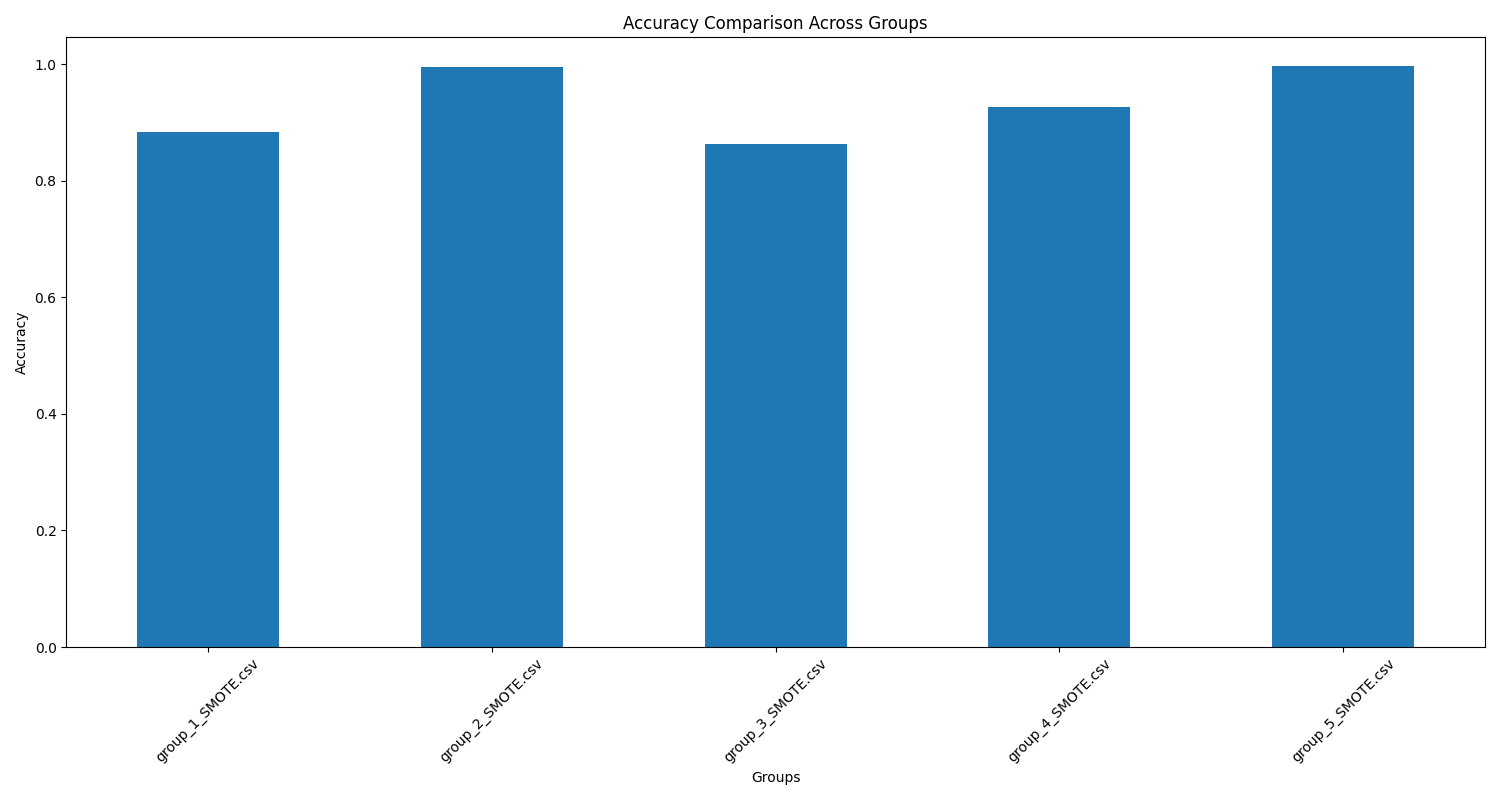 Accuracy Comparison Across Groups
1.0
0.8
0.6
0.4
0.2
0.0
Accuracy
group_1_SMOTE.csv
group_2_SMOTE.csv
group_3_SMOTE.csv
group_4_SMOTE.csv
group_5_SMOTE.csv
Groups